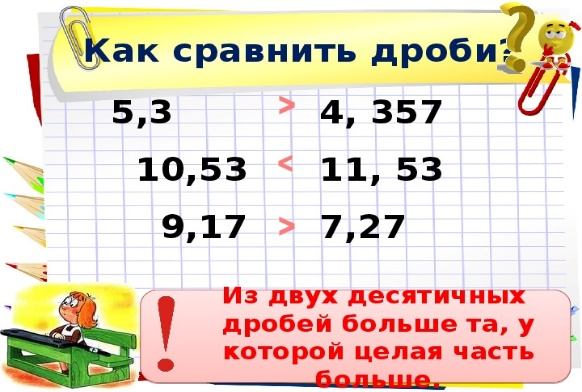 Как сравнить дроби?
5,3 > 4, 357
10,53 < 11, 53
9,17 > 7,27
! Из двух десятичных
дробей больше та, у
которой целая часть
больше.